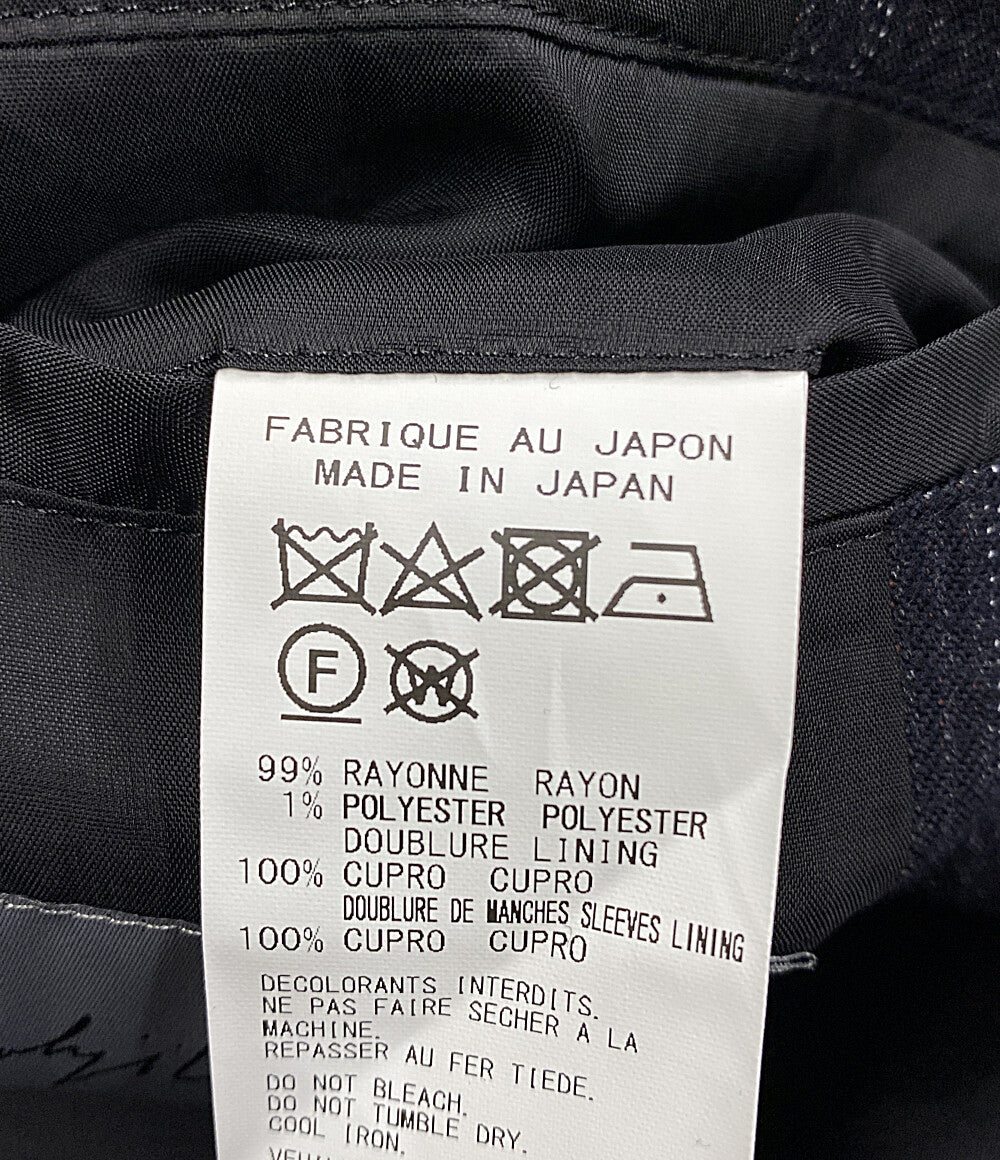 FABRIQUE AU JAPON
MADE IN JAPAN
F
W
99% RAYONNE RAYON
1% POLYESTER POLYESTER
DOUBLURE LINING
100% CUPRO CUPRO
DOUBLURE DE MANCHES SLEEVES LINING
100% CUPRO CUPRO
DECOLORANTS INTERDITS.
NE PAS FAIRE SECHER A LA
MACHINE.
REPASSER AU FER TIEDE.
DO NOT BLEACH.
DO NOT TUMBLE DRY.
COOL IRON.